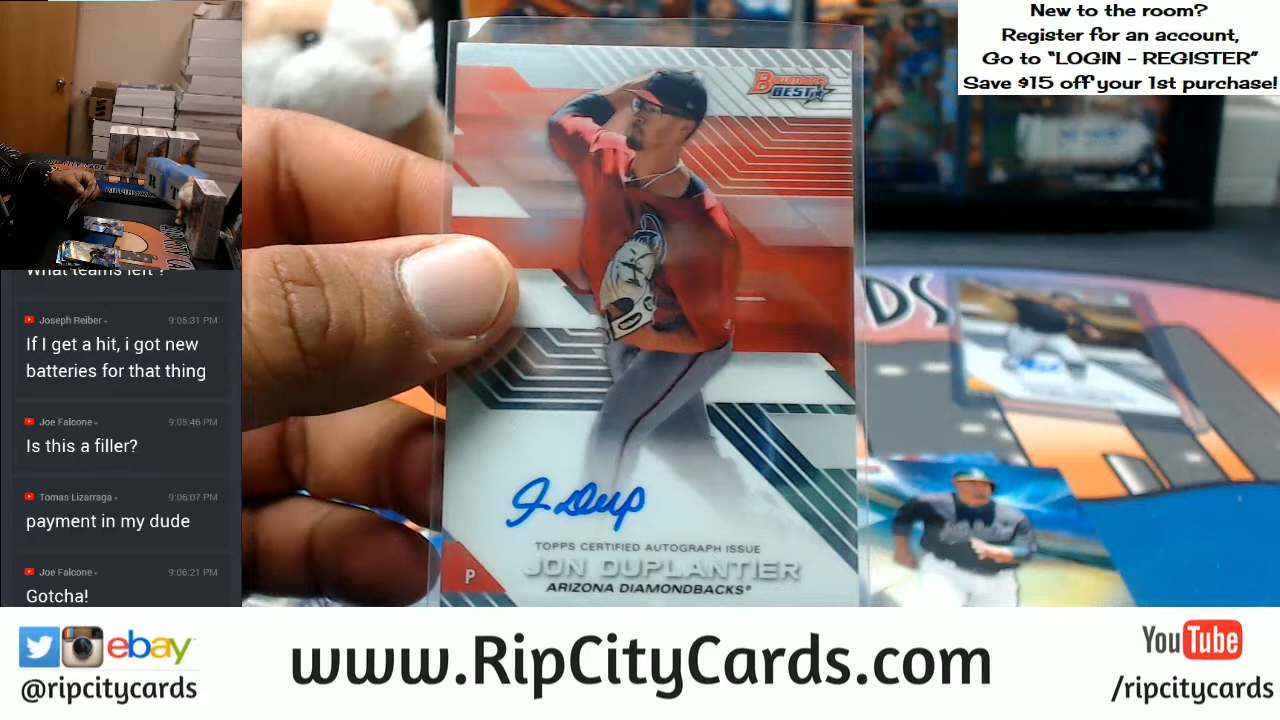 New to the room?
Register for an account,
Go to “LOGIN – REGISTER”
Save $15 off your 1st purchase!
What teams left ?
Joseph Reiber
9:05:31 PM
If I get a hit, i got new
batteries for that thing
Joe Falcone
9:05:46 PM
Is this a filler?
Tomas Lizarraga
9:06:07 PM
payment in my dude
Joe Falcone
9:06:21 PM
Gotcha!
Bowman's
BEST
J Dup
TOPPS CERTIFIED AUTOGRAPH ISSUE
P
JON DUPLANTIER
ARIZONA DIAMONDBACKS®
DS
ebay
@ripcitycards
www.RipCityCards.com
YouTube
/ripcitycards